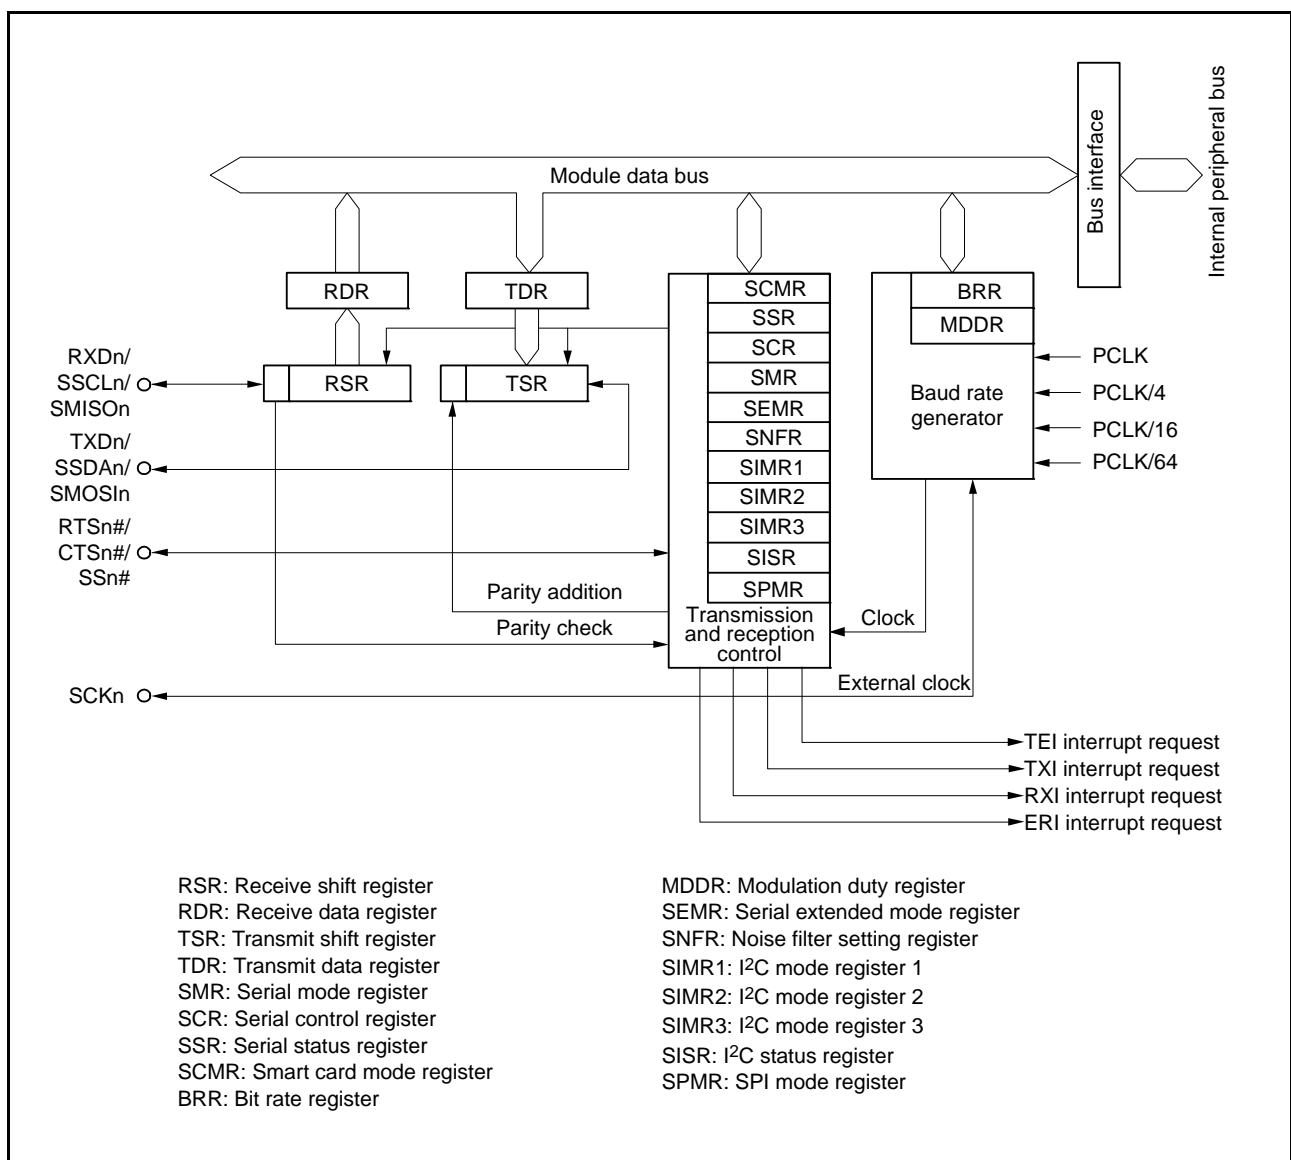 Internal peripheral bus
Bus interface
Module data bus
RDR
TDR
SCMR
SSR
SCR
SMR
SEMR
SNFR
SIMR1
SIMR2
SIMR3
SISR
SPMR
Transmission
and reception
control
BRR
MDDR
Baud rate
generator
PCLK
PCLK/4
PCLK/16
PCLK/64
RSR
TSR
RXDn/
SSCLn/
SMISOn
TXDn/
SSDAn/
SMOSIn
RTSn#/
CTSn#/
SSn#
Parity addition
Parity check
Clock
SCKn
External clock
TEI interrupt request
TXI interrupt request
RXI interrupt request
ERI interrupt request
RSR: Receive shift register
RDR: Receive data register
TSR: Transmit shift register
TDR: Transmit data register
SMR: Serial mode register
SCR: Serial control register
SSR: Serial status register
SCMR: Smart card mode register
BRR: Bit rate register
MDDR: Modulation duty register
SEMR: Serial extended mode register
SNFR: Noise filter setting register
SIMR1: I²C mode register 1
SIMR2: I²C mode register 2
SIMR3: I²C mode register 3
SISR: I²C status register
SPMR: SPI mode register